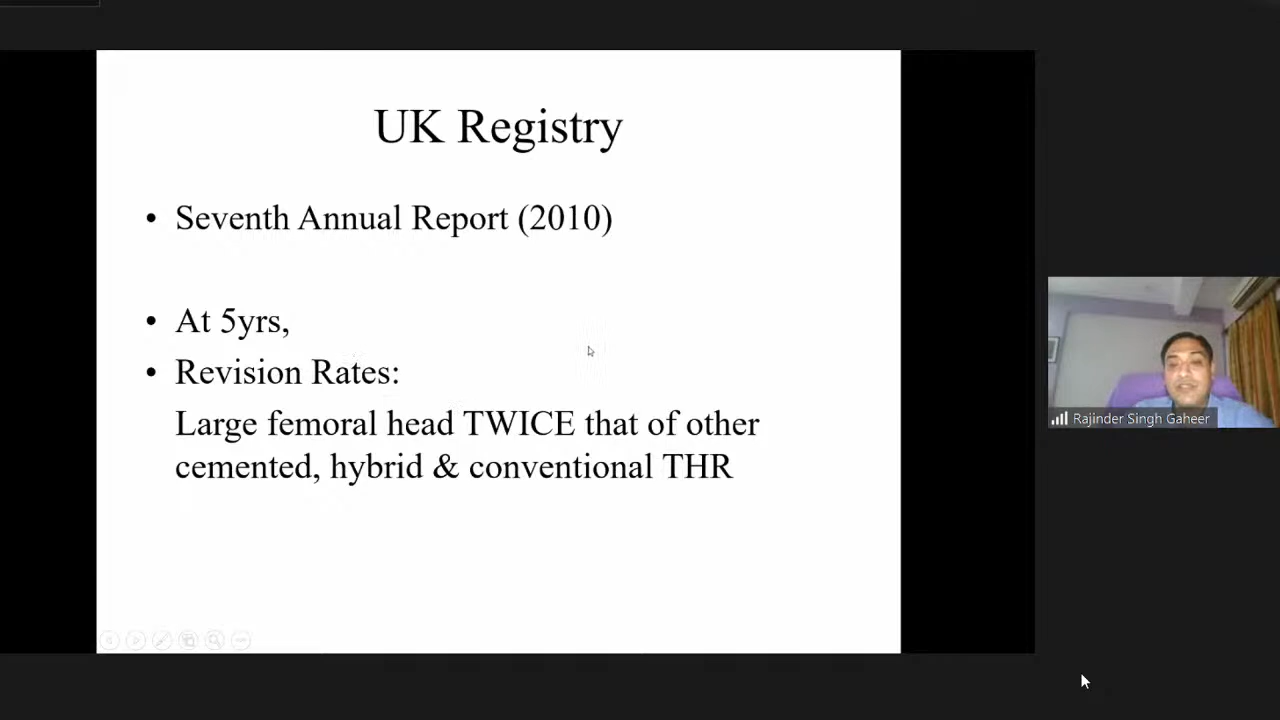 UK Registry
• Seventh Annual Report (2010)
• At 5yrs,
• Revision Rates:
Large femoral head TWICE that of other
cemented, hybrid & conventional THR
Rajinder Singh Gaheer